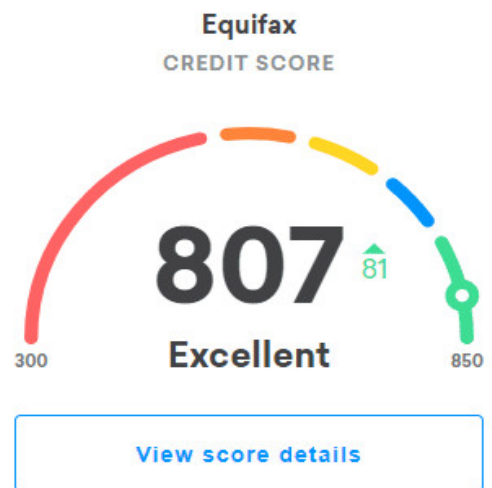 Equifax
CREDIT SCORE
807
81
Excellent
300
850
View score details